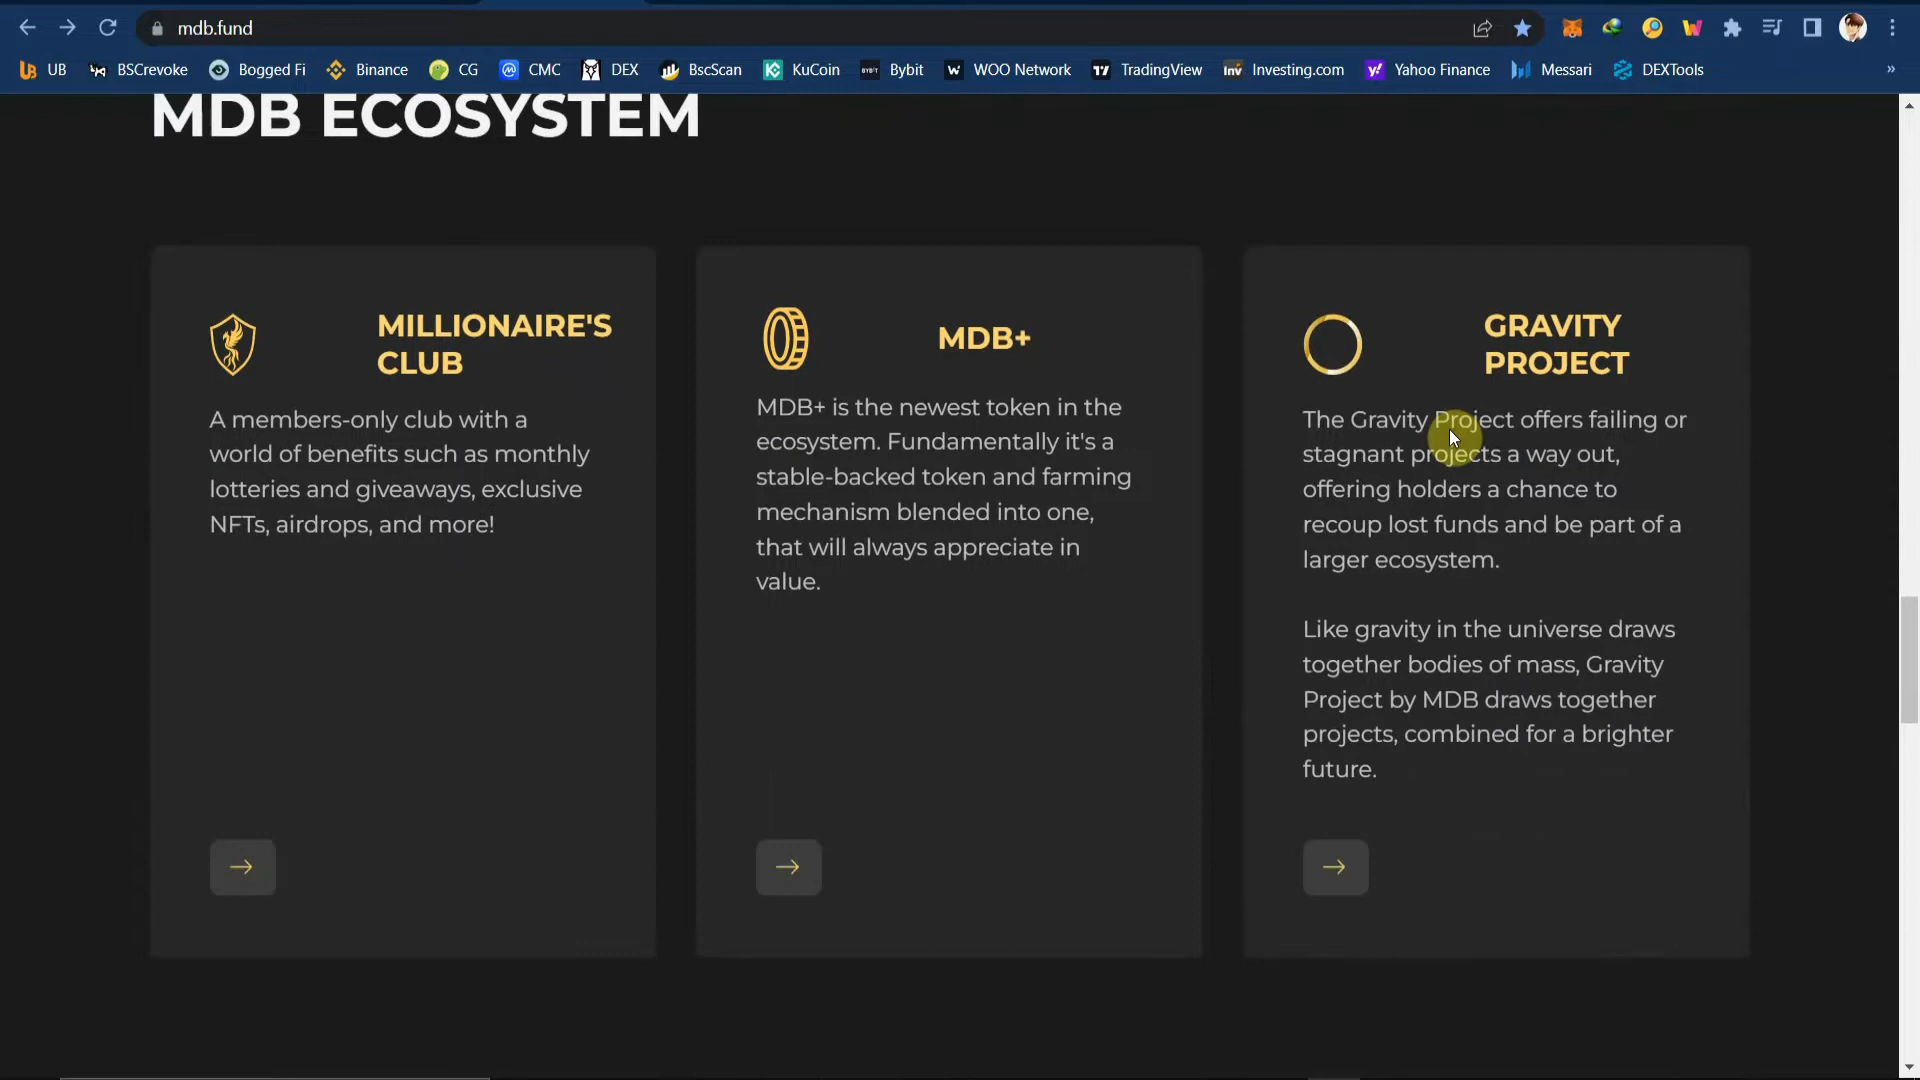 mdb.fund
UB BSCrevoke Bogged Fi Binance CG CMC DEX BscScan KuCoin BYBIT Bybit WOO Network TradingView Inv Investing.com Yahoo Finance Messari DEXTools »
MDB ECOSYSTEM
MILLIONAIRE'S
CLUB
A members-only club with a
world of benefits such as monthly
lotteries and giveaways, exclusive
NFTs, airdrops, and more!
MDB+
MDB+ is the newest token in the
ecosystem. Fundamentally it's a
stable-backed token and farming
mechanism blended into one,
that will always appreciate in
value.
GRAVITY
PROJECT
The Gravity Project offers failing or
stagnant projects a way out,
offering holders a chance to
recoup lost funds and be part of a
larger ecosystem.
Like gravity in the universe draws
together bodies of mass, Gravity
Project by MDB draws together
projects, combined for a brighter
future.